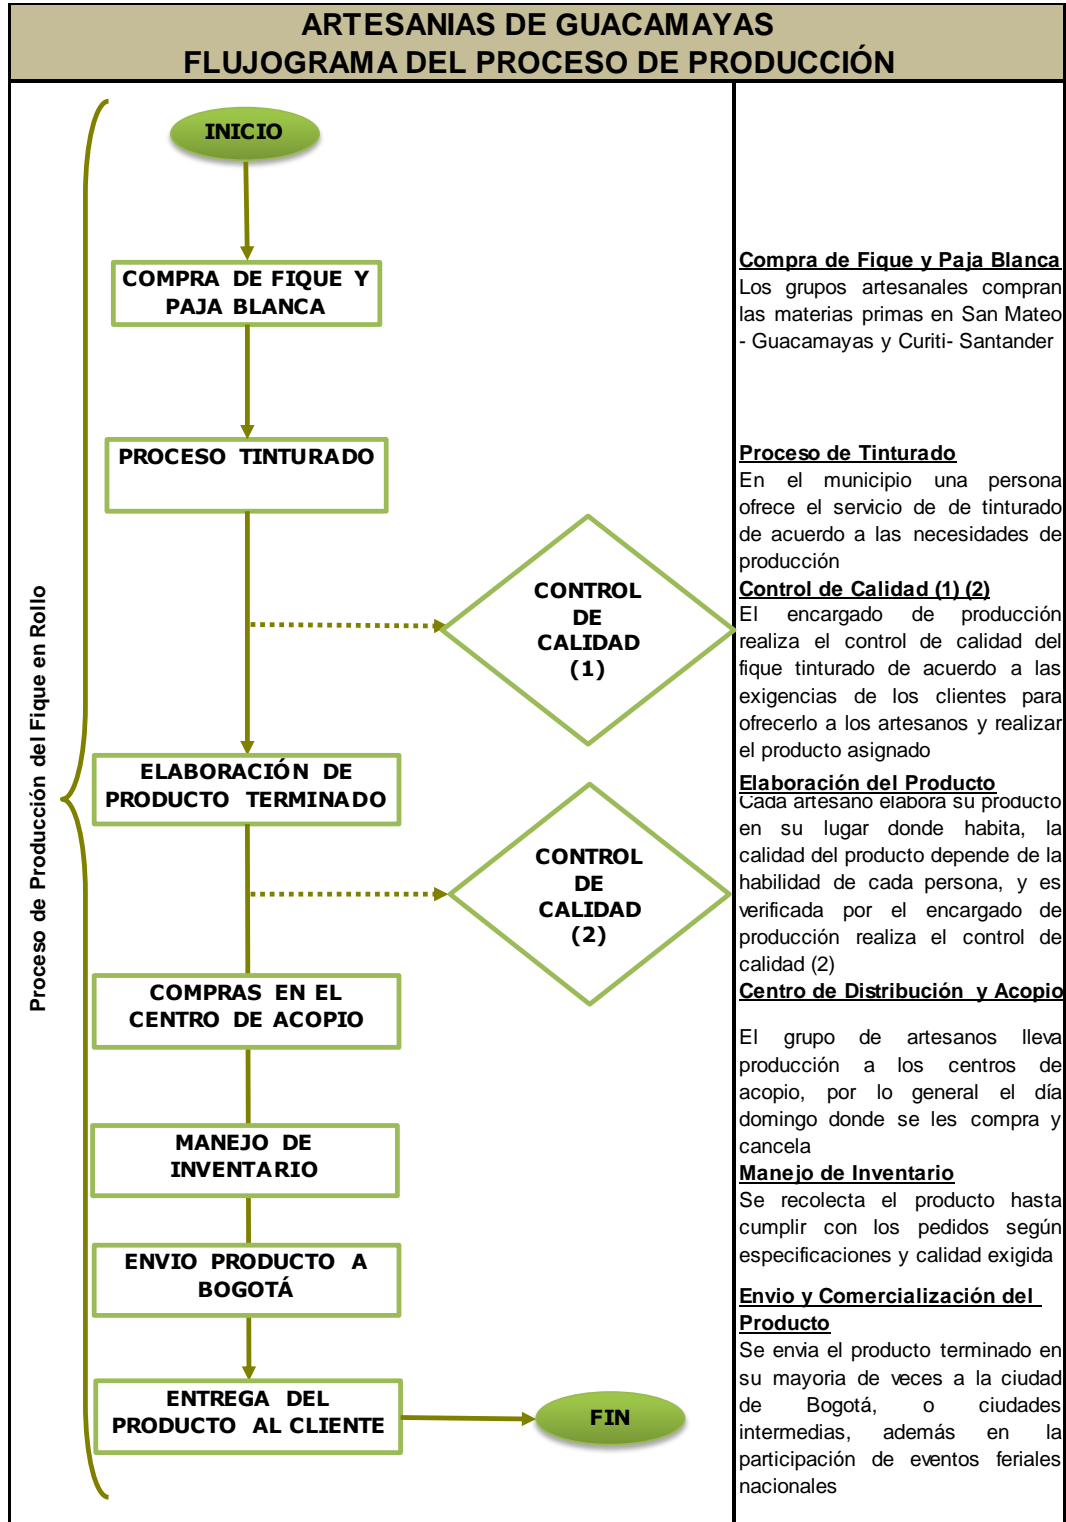 ARTESANIAS DE GUACAMAYAS
FLUJOGRAMA DEL PROCESO DE PRODUCCIÓN
Proceso de Producción del Fique en Rollo
INICIO
COMPRA DE FIQUE Y
PAJA BLANCA
PROCESO TINTURADO
CONTROL
DE
CALIDAD
(1)
ELABORACIÓN DE
PRODUCTO TERMINADO
CONTROL
DE
CALIDAD
(2)
COMPRAS EN EL
CENTRO DE ACOPIO
MANEJO DE
INVENTARIO
ENVIO PRODUCTO A
BOGOTÁ
ENTREGA DEL
PRODUCTO AL CLIENTE
FIN
Compra de Fique y Paja Blanca
Los grupos artesanales compran
las materias primas en San Mateo
- Guacamayas y Curiti- Santander
Proceso de Tinturado
En el municipio una persona
ofrece el servicio de de tinturado
de acuerdo a las necesidades de
producción
Control de Calidad (1) (2)
El encargado de producción
realiza el control de calidad del
fique tinturado de acuerdo a las
exigencias de los clientes para
ofrecerlo a los artesanos y realizar
el producto asignado
Elaboración del Producto
Cada artesano elabora su producto
en su lugar donde habita, la
calidad del producto depende de la
habilidad de cada persona, y es
verificada por el encargado de
producción realiza el control de
calidad (2)
Centro de Distribución y Acopio
El grupo de artesanos lleva
producción a los centros de
acopio, por lo general el día
domingo donde se les compra y
cancela
Manejo de Inventario
Se recolecta el producto hasta
cumplir con los pedidos según
especificaciones y calidad exigida
Envio y Comercialización del
Producto
Se envia el producto terminado en
su mayoria de veces a la ciudad
de Bogotá, o ciudades
intermedias, además en la
participación de eventos feriales
nacionales